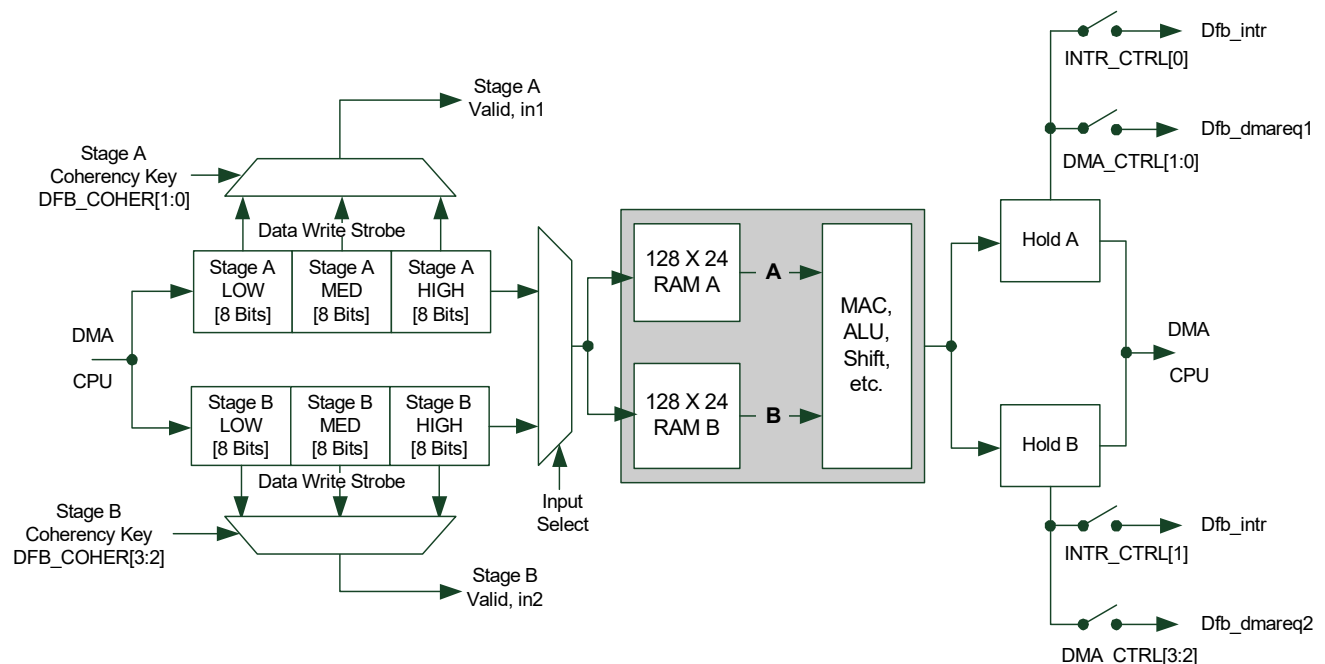 Dfb_intr
INTR_CTRL[0]
Stage A
Valid, in1
Dfb_dmareq1
DMA_CTRL[1:0]
Stage A
Coherency Key
DFB_COHER[1:0]
Data Write Strobe
Stage A
LOW
[8 Bits]
Stage A
MED
[8 Bits]
Stage A
HIGH
[8 Bits]
128 X 24
RAM A
A
Hold A
DMA
CPU
MAC,
ALU,
Shift,
etc.
DMA
CPU
Stage B
LOW
[8 Bits]
Stage B
MED
[8 Bits]
Stage B
HIGH
[8 Bits]
128 X 24
RAM B
B
Hold B
Data Write Strobe
Input
Select
Stage B
Coherency Key
DFB_COHER[3:2]
Dfb_intr
INTR_CTRL[1]
Stage B
Valid, in2
Dfb_dmareq2
DMA_CTRL[3:2]